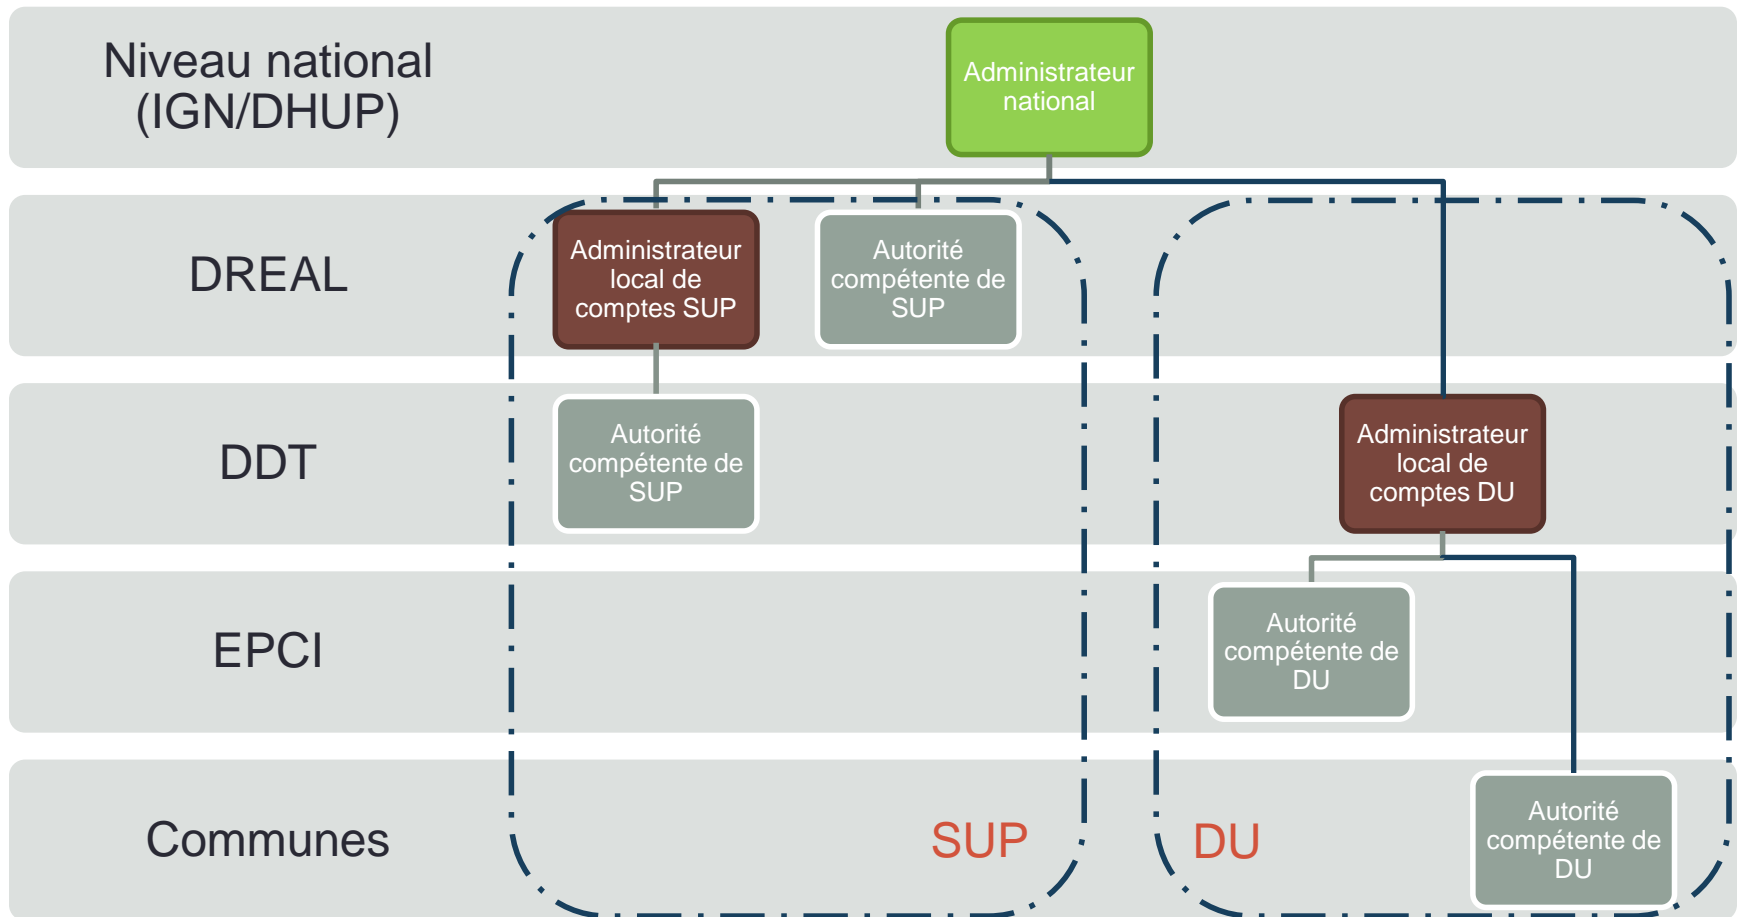 Niveau national
(IGN/DHUP)
Administrateur
national
DREAL
Administrateur
local de
comptes SUP
Autorité
compétente de
SUP
DDT
Autorité
compétente de
SUP
Administrateur
local de
comptes DU
EPCI
Autorité
compétente de
DU
Communes
SUP
DU
Autorité
compétente de
DU